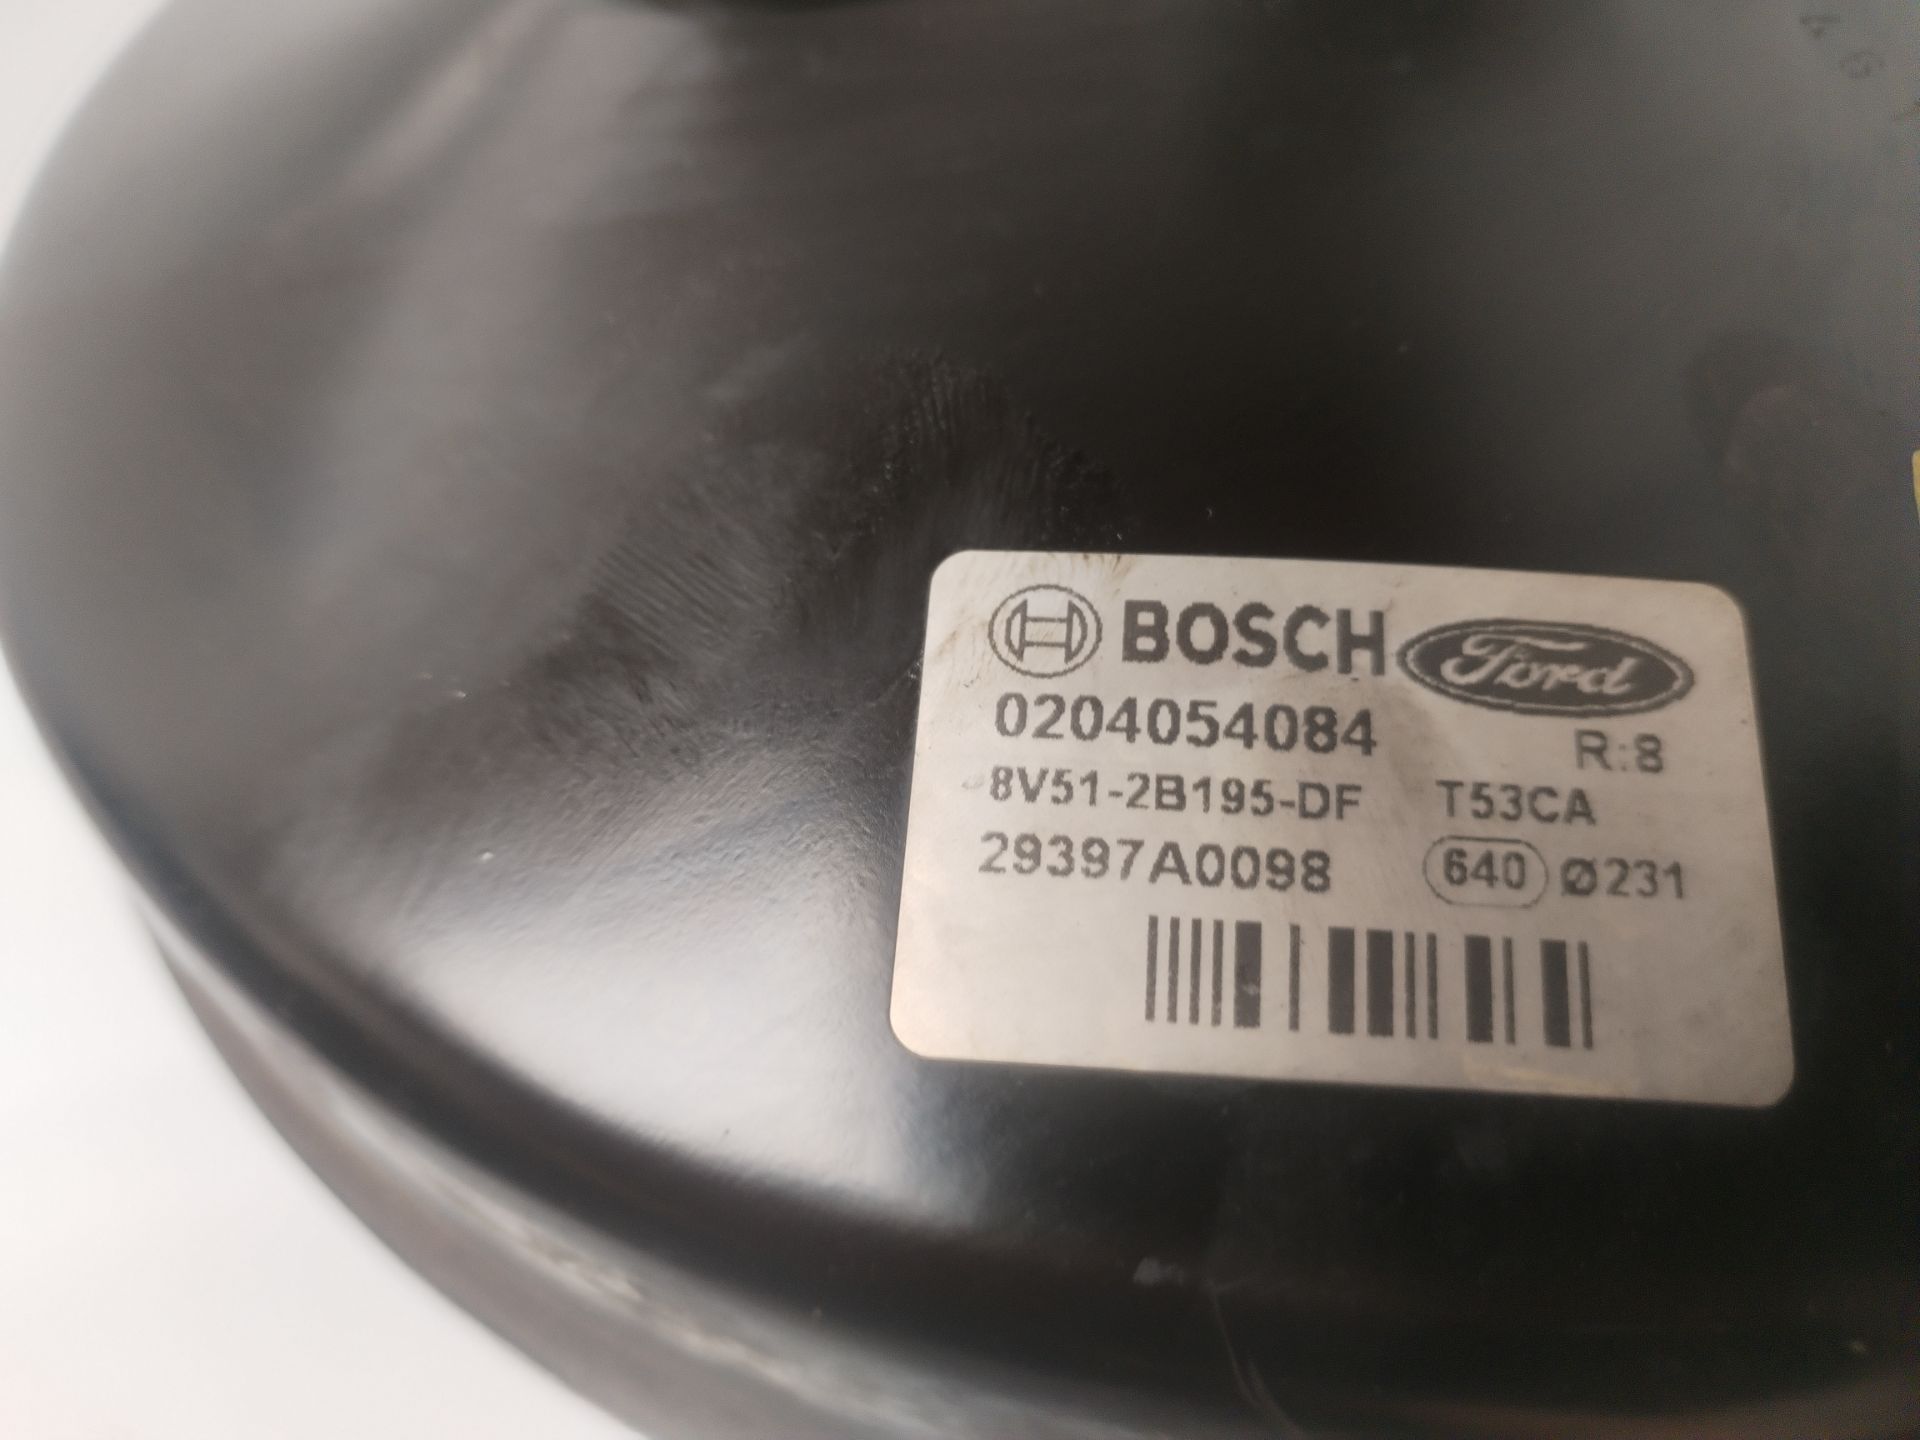 BOSCH Ford
0204054084
R:8
8V51-2B195-DF T53CA
29397A0098 640 Ø231